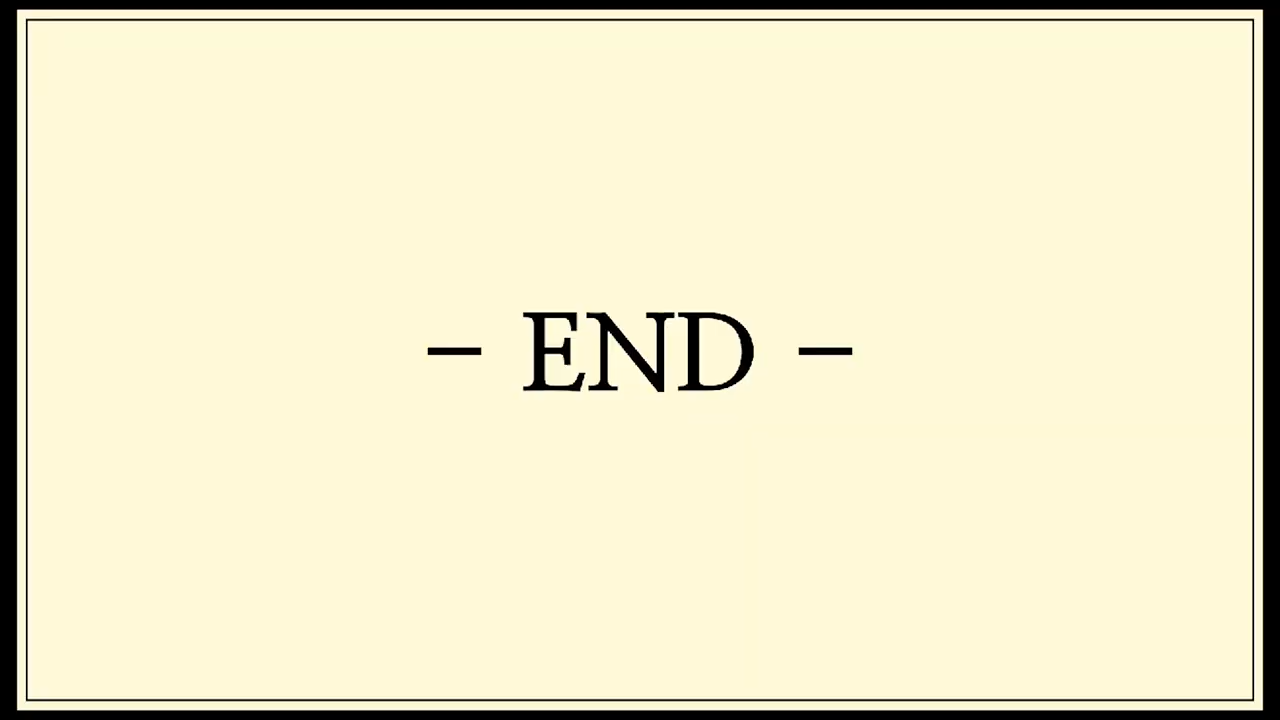 – END –